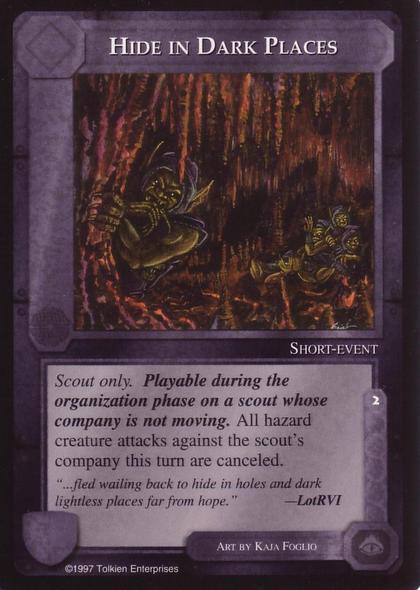 HIDE IN DARK PLACES
SHORT-EVENT
Scout only. Playable during the
organization phase on a scout whose
company is not moving. All hazard
creature attacks against the scout's
company this turn are canceled.
2
"...fled wailing back to hide in holes and dark
lightless places far from hope." —LotRVI
ART BY KAJA FOGLIO
©1997 Tolkien Enterprises